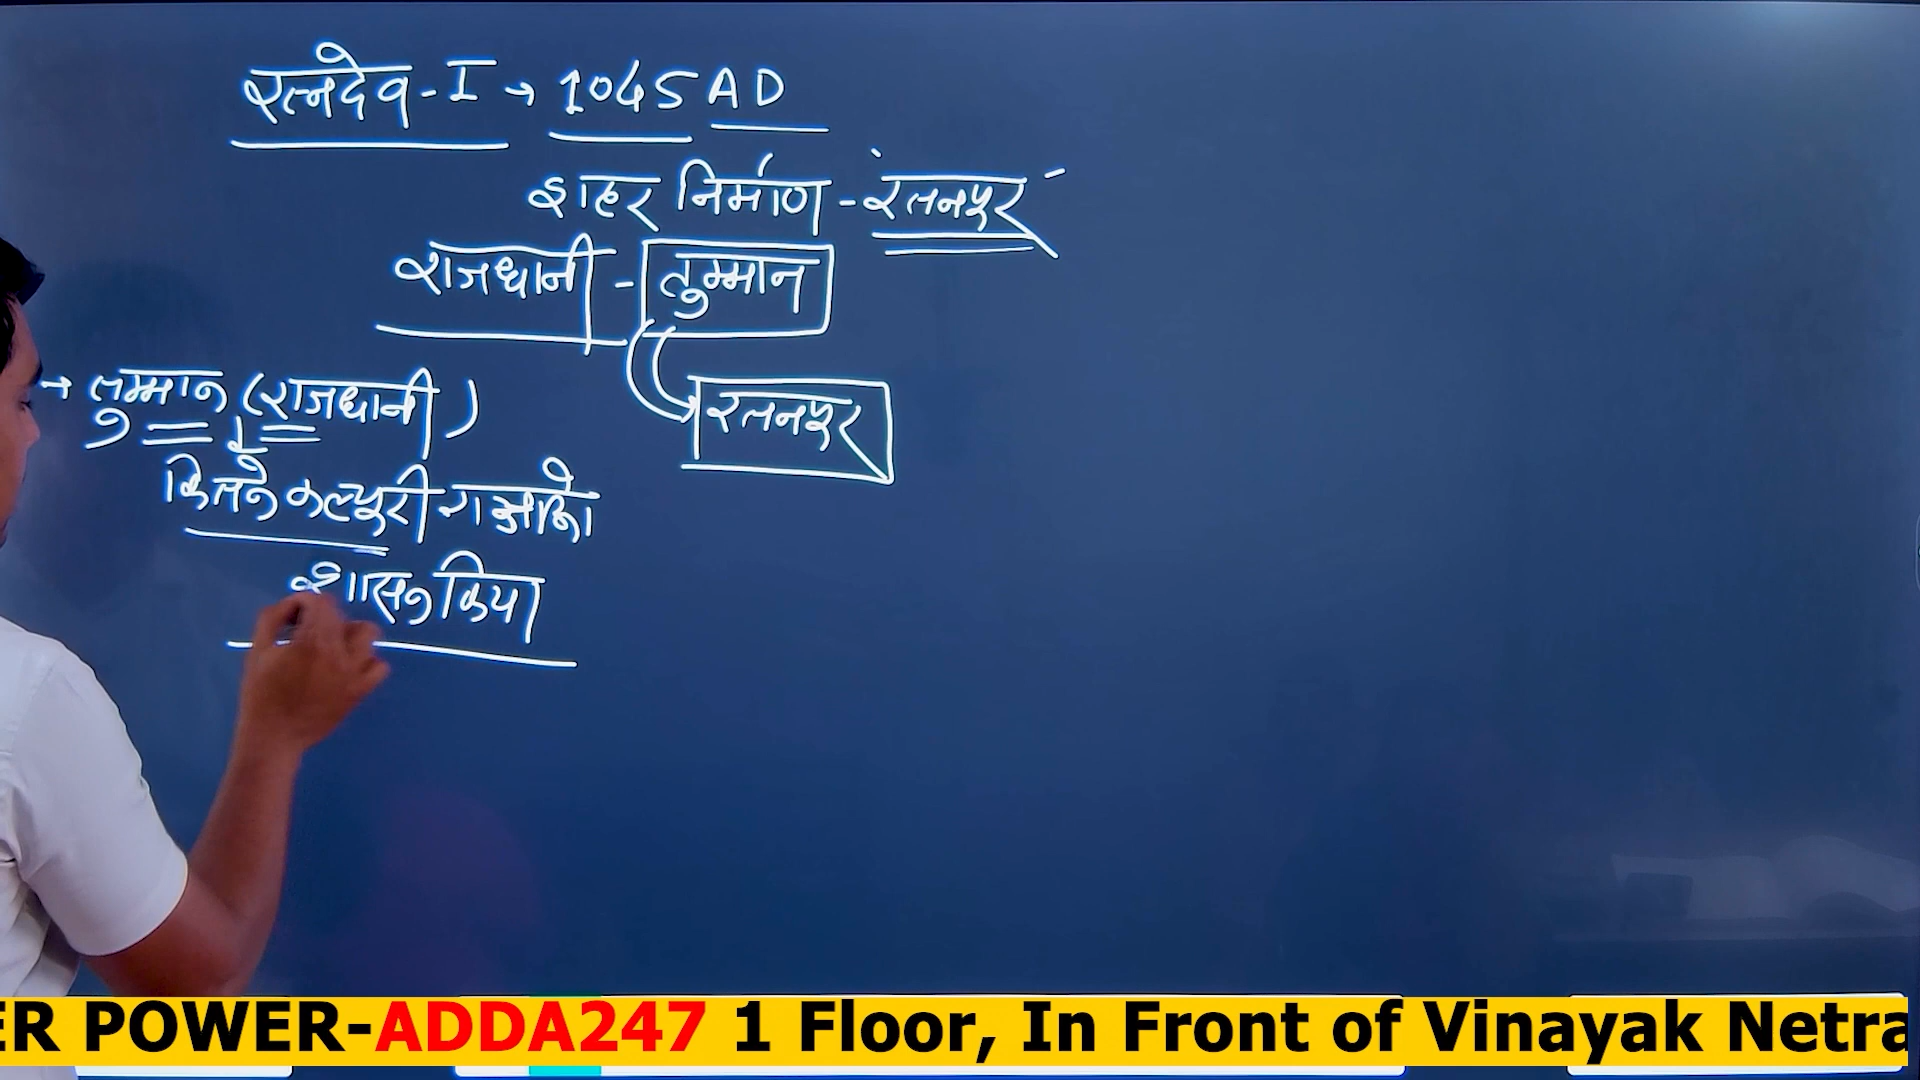 रत्नदेव-I → 1045 AD
शहर निर्माण - रतनपुर
राजधानी - तुम्मान
रतनपुर
→ तुम्मान (राजधानी)
कितने कल्चुरी राजाओ
शासन किया
ER POWER-ADDA247 1 Floor, In Front of Vinayak Netra